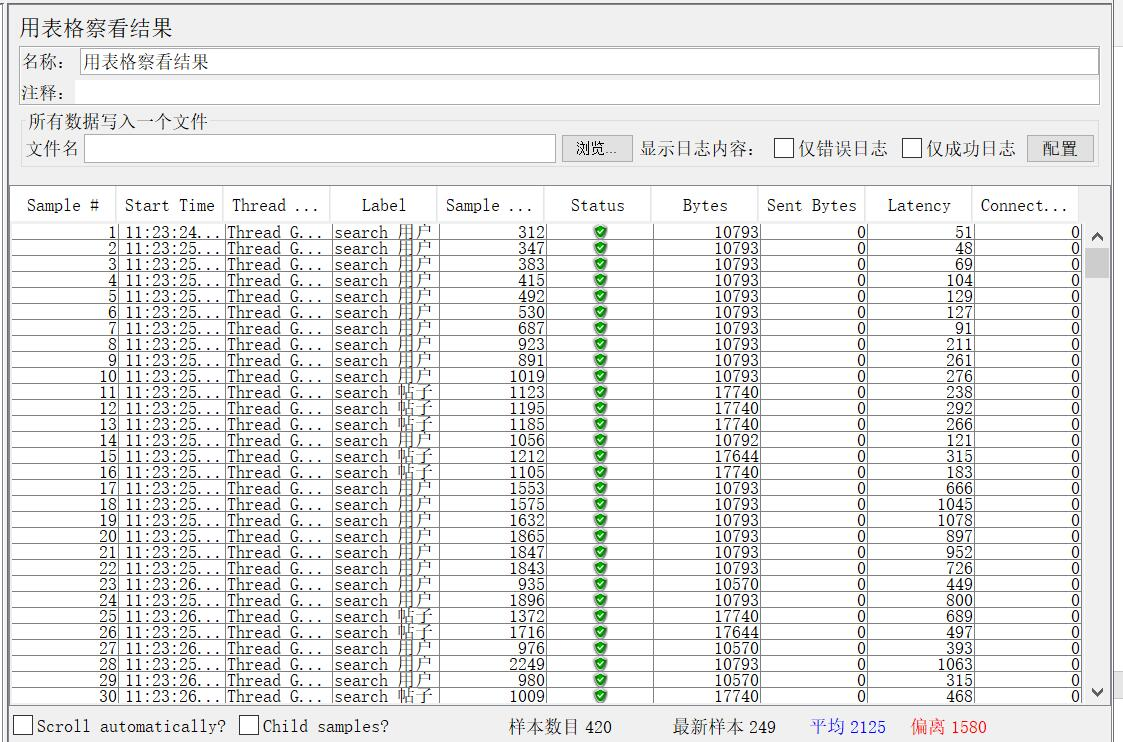 用表格察看结果
名称： 用表格察看结果
注释：
所有数据写入一个文件
文件名 浏览... 显示日志内容： 仅错误日志 仅成功日志 配置
Sample # Start Time Thread ... Label Sample ... Status Bytes Sent Bytes Latency Connect...
1 11:23:24... Thread G... search 用户 312 10793 0 51 0
2 11:23:25... Thread G... search 用户 347 10793 0 48 0
3 11:23:25... Thread G... search 用户 383 10793 0 69 0
4 11:23:25... Thread G... search 用户 415 10793 0 104 0
5 11:23:25... Thread G... search 用户 492 10793 0 129 0
6 11:23:25... Thread G... search 用户 530 10793 0 127 0
7 11:23:25... Thread G... search 用户 687 10793 0 91 0
8 11:23:25... Thread G... search 用户 923 10793 0 211 0
9 11:23:25... Thread G... search 用户 891 10793 0 261 0
10 11:23:25... Thread G... search 用户 1019 10793 0 276 0
11 11:23:25... Thread G... search 帖子 1123 17740 0 238 0
12 11:23:25... Thread G... search 帖子 1195 17740 0 292 0
13 11:23:25... Thread G... search 帖子 1185 17740 0 266 0
14 11:23:25... Thread G... search 用户 1056 10792 0 121 0
15 11:23:25... Thread G... search 帖子 1212 17644 0 315 0
16 11:23:25... Thread G... search 帖子 1105 17740 0 183 0
17 11:23:25... Thread G... search 用户 1553 10793 0 666 0
18 11:23:25... Thread G... search 用户 1575 10793 0 1045 0
19 11:23:25... Thread G... search 用户 1632 10793 0 1078 0
20 11:23:25... Thread G... search 用户 1865 10793 0 897 0
21 11:23:25... Thread G... search 用户 1847 10793 0 952 0
22 11:23:25... Thread G... search 用户 1843 10793 0 726 0
23 11:23:26... Thread G... search 用户 935 10570 0 449 0
24 11:23:25... Thread G... search 用户 1896 10793 0 800 0
25 11:23:26... Thread G... search 帖子 1372 17740 0 689 0
26 11:23:25... Thread G... search 帖子 1716 17644 0 497 0
27 11:23:26... Thread G... search 用户 976 10570 0 393 0
28 11:23:25... Thread G... search 用户 2249 10793 0 1063 0
29 11:23:26... Thread G... search 用户 980 10570 0 315 0
30 11:23:26... Thread G... search 帖子 1009 17740 0 468 0
Scroll automatically? Child samples? 样本数目 420 最新样本 249 平均 2125 偏离 1580